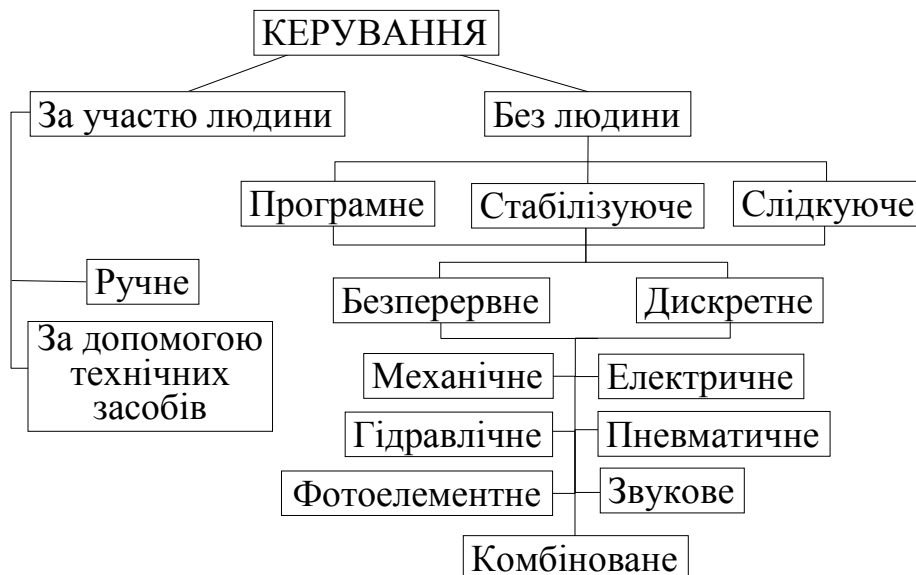 КЕРУВАННЯ
За участю людини
Без людини
Програмне
Стабілізуюче
Слідкуюче
Ручне
Безперервне
Дискретне
За допомогою
технічних
засобів
Механічне
Електричне
Гідравлічне
Пневматичне
Фотоелементне
Звукове
Комбіноване